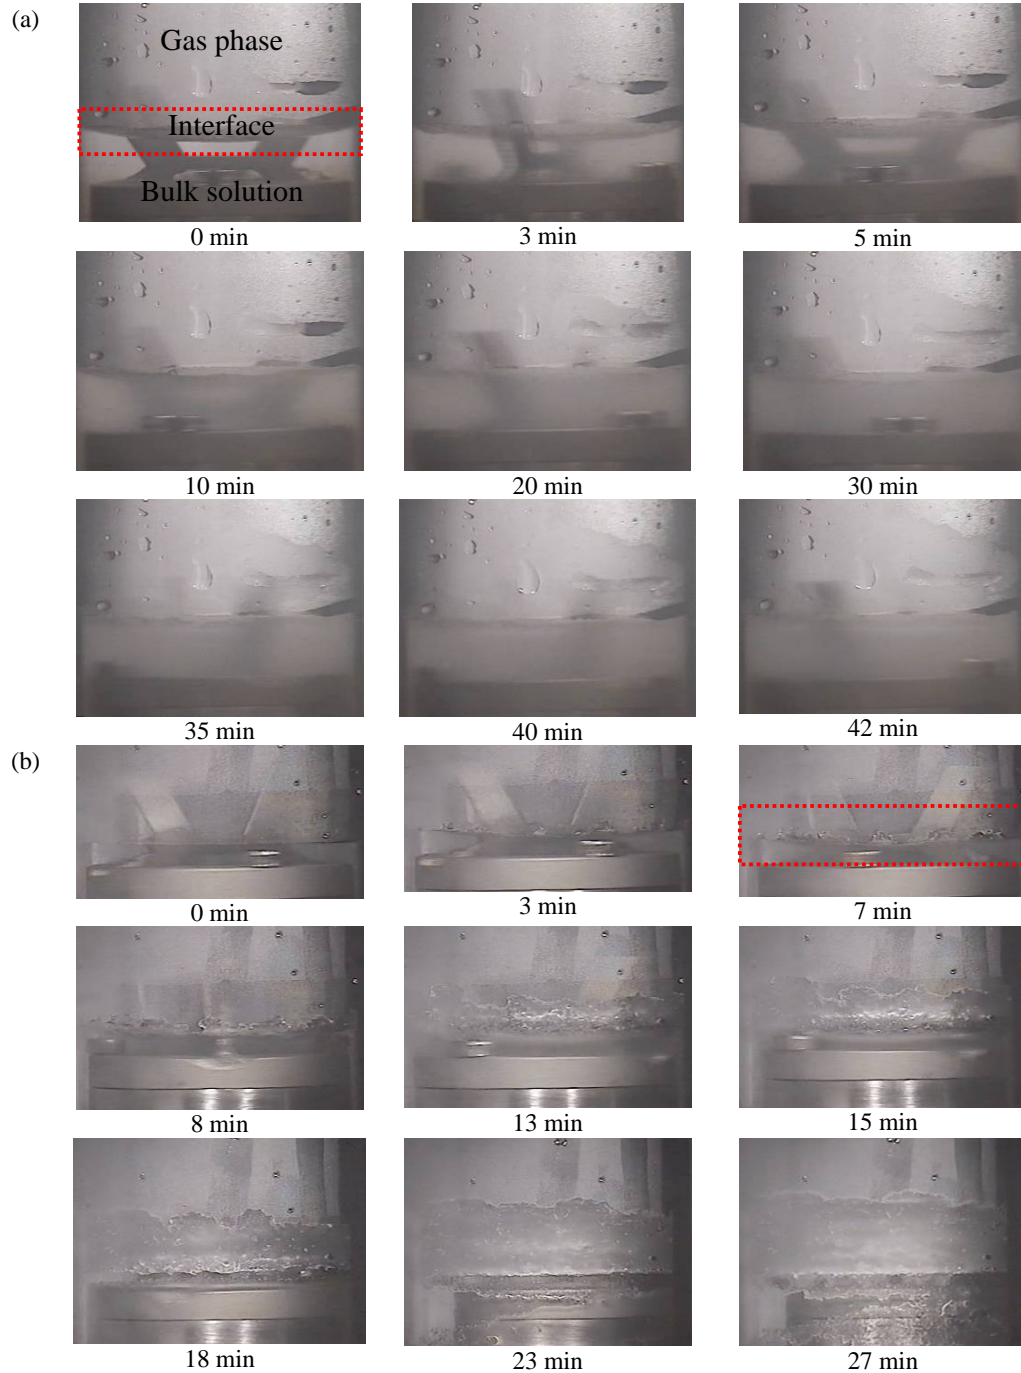 (a)
Gas phase
Interface
Bulk solution
0 min
3 min
5 min
10 min
20 min
30 min
35 min
40 min
42 min
(b)
0 min
3 min
7 min
8 min
13 min
15 min
18 min
23 min
27 min